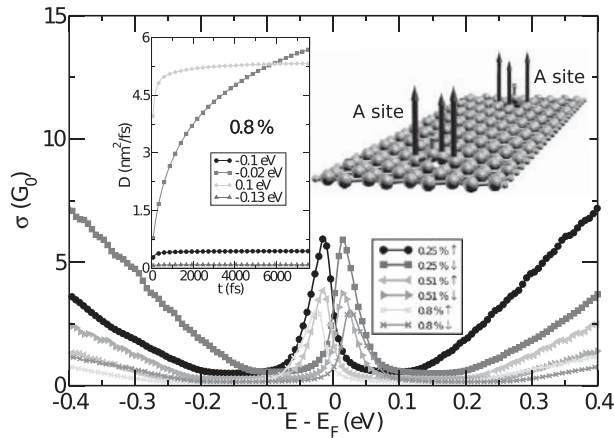 15
10
5
0
σ (G0)
-0.4 -0.3 -0.2 -0.1 0 0.1 0.2 0.3 0.4
E - EF (eV)
6
4.5
3
1.5
0
D (nm²/fs)
0 2000 4000 6000
t (fs)
0.8 %
-0.1 eV
-0.02 eV
0.1 eV
-0.13 eV
A site
A site
0.25 % ↑
0.25 % ↓
0.51 % ↑
0.51 % ↓
0.8 % ↑
0.8 % ↓